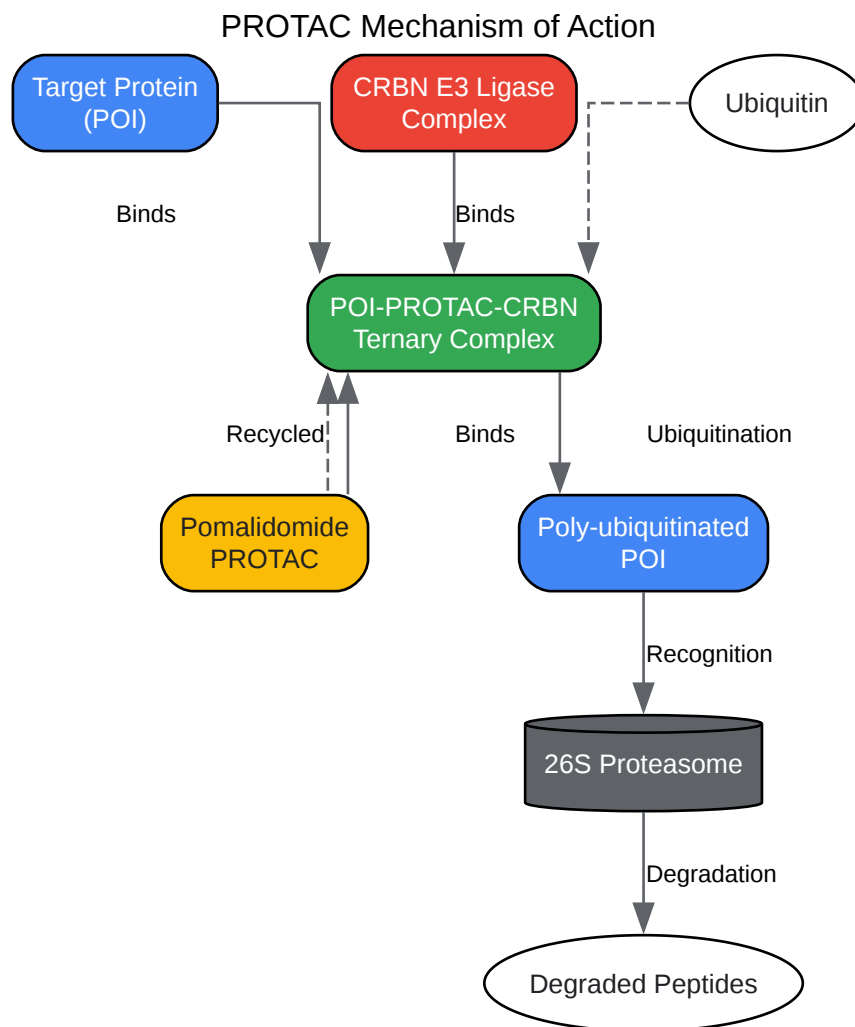 PROTAC Mechanism of Action
Target Protein
(POI)
CRBN E3 Ligase
Complex
Ubiquitin
Binds
Binds
POI-PROTAC-CRBN
Ternary Complex
Recycled
Binds
Ubiquitination
Pomalidomide
PROTAC
Poly-ubiquitinated
POI
Recognition
26S Proteasome
Degradation
Degraded Peptides